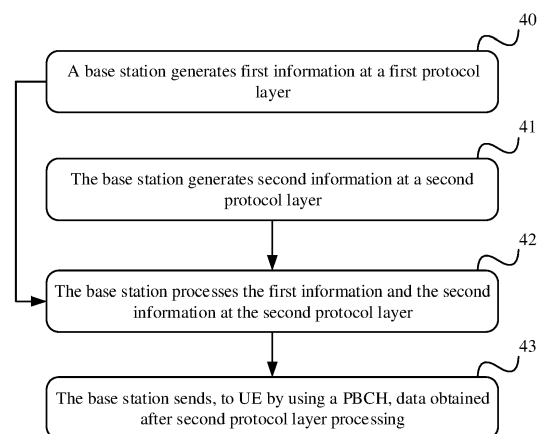 40
A base station generates first information at a first protocol
layer
41
The base station generates second information at a second
protocol layer
42
The base station processes the first information and the second
information at the second protocol layer
43
The base station sends, to UE by using a PBCH, data obtained
after second protocol layer processing